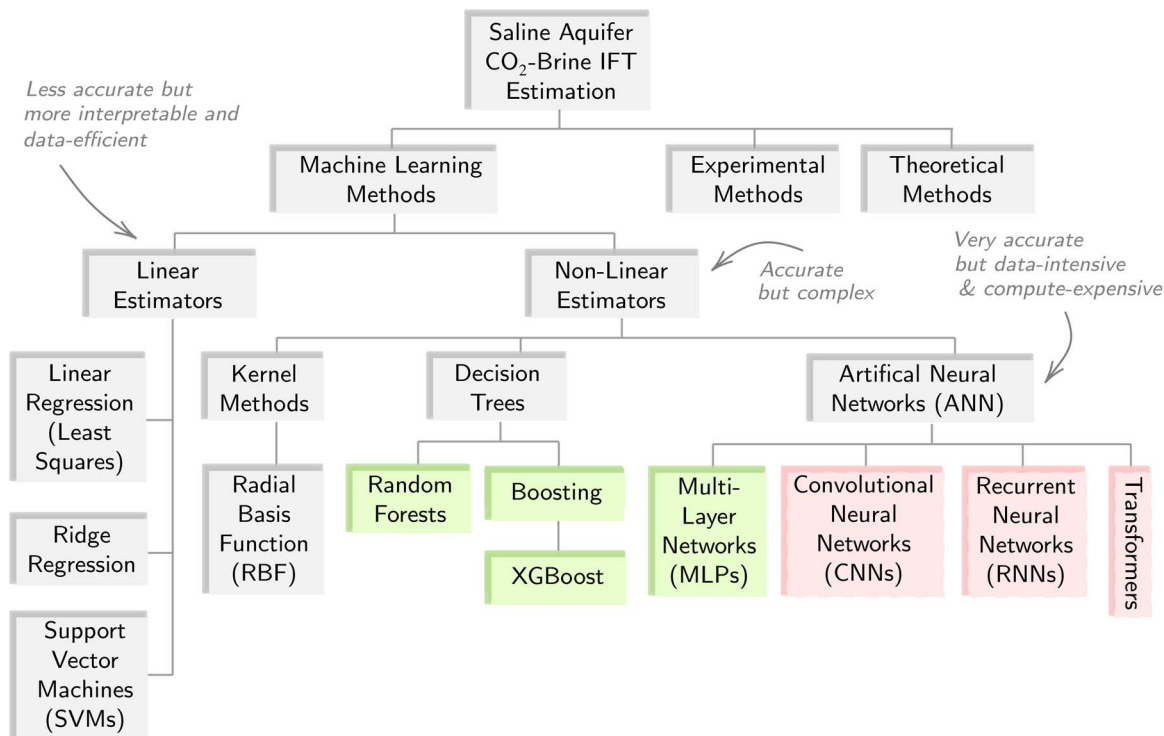 Saline Aquifer
CO₂-Brine IFT
Estimation
Less accurate but
more interpretable and
data-efficient
Machine Learning
Methods
Experimental
Methods
Theoretical
Methods
Linear
Estimators
Non-Linear
Estimators
Accurate
but complex
Very accurate
but data-intensive
& compute-expensive
Linear
Regression
(Least
Squares)
Kernel
Methods
Decision
Trees
Artifical Neural
Networks (ANN)
Ridge
Regression
Support
Vector
Machines
(SVMs)
Radial
Basis
Function
(RBF)
Random
Forests
Boosting
XGBoost
Multi-
Layer
Networks
(MLPs)
Convolutional
Neural
Networks
(CNNs)
Recurrent
Neural
Networks
(RNNs)
Transformers